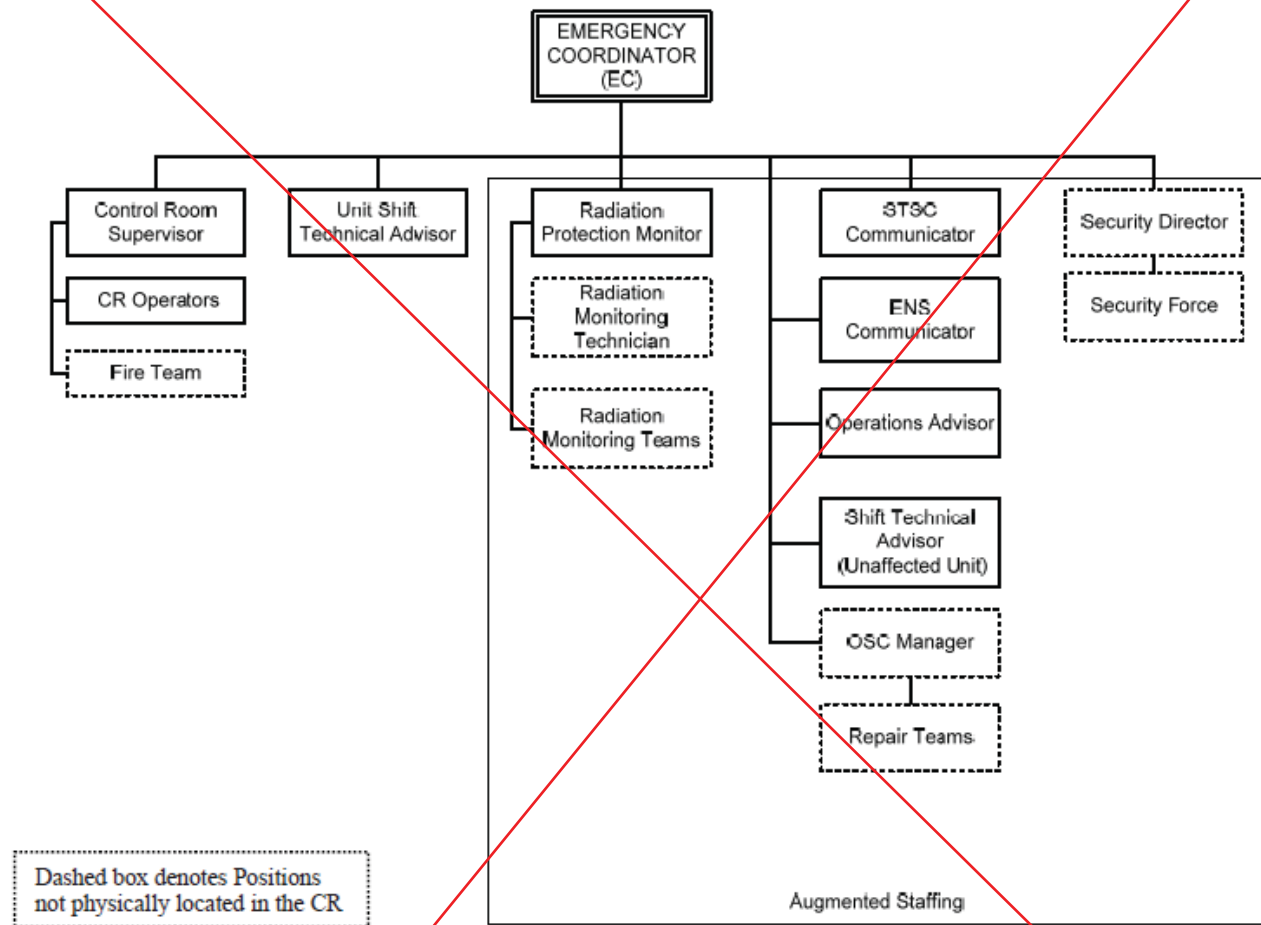 EMERGENCY
COORDINATOR
(EC)
Control Room
Supervisor
CR Operators
Fire Team
Unit Shift
Technical Advisor
Radiation
Protection Monitor
Radiation
Monitoring
Technician
Radiation
Monitoring Teams
STSC
Communicator
ENS
Communicator
Operations Advisor
Shift Technical
Advisor
(Unaffected Unit)
OSC Manager
Repair Teams
Security Director
Security Force
Dashed box denotes Positions
not physically located in the CR
Augmented Staffing